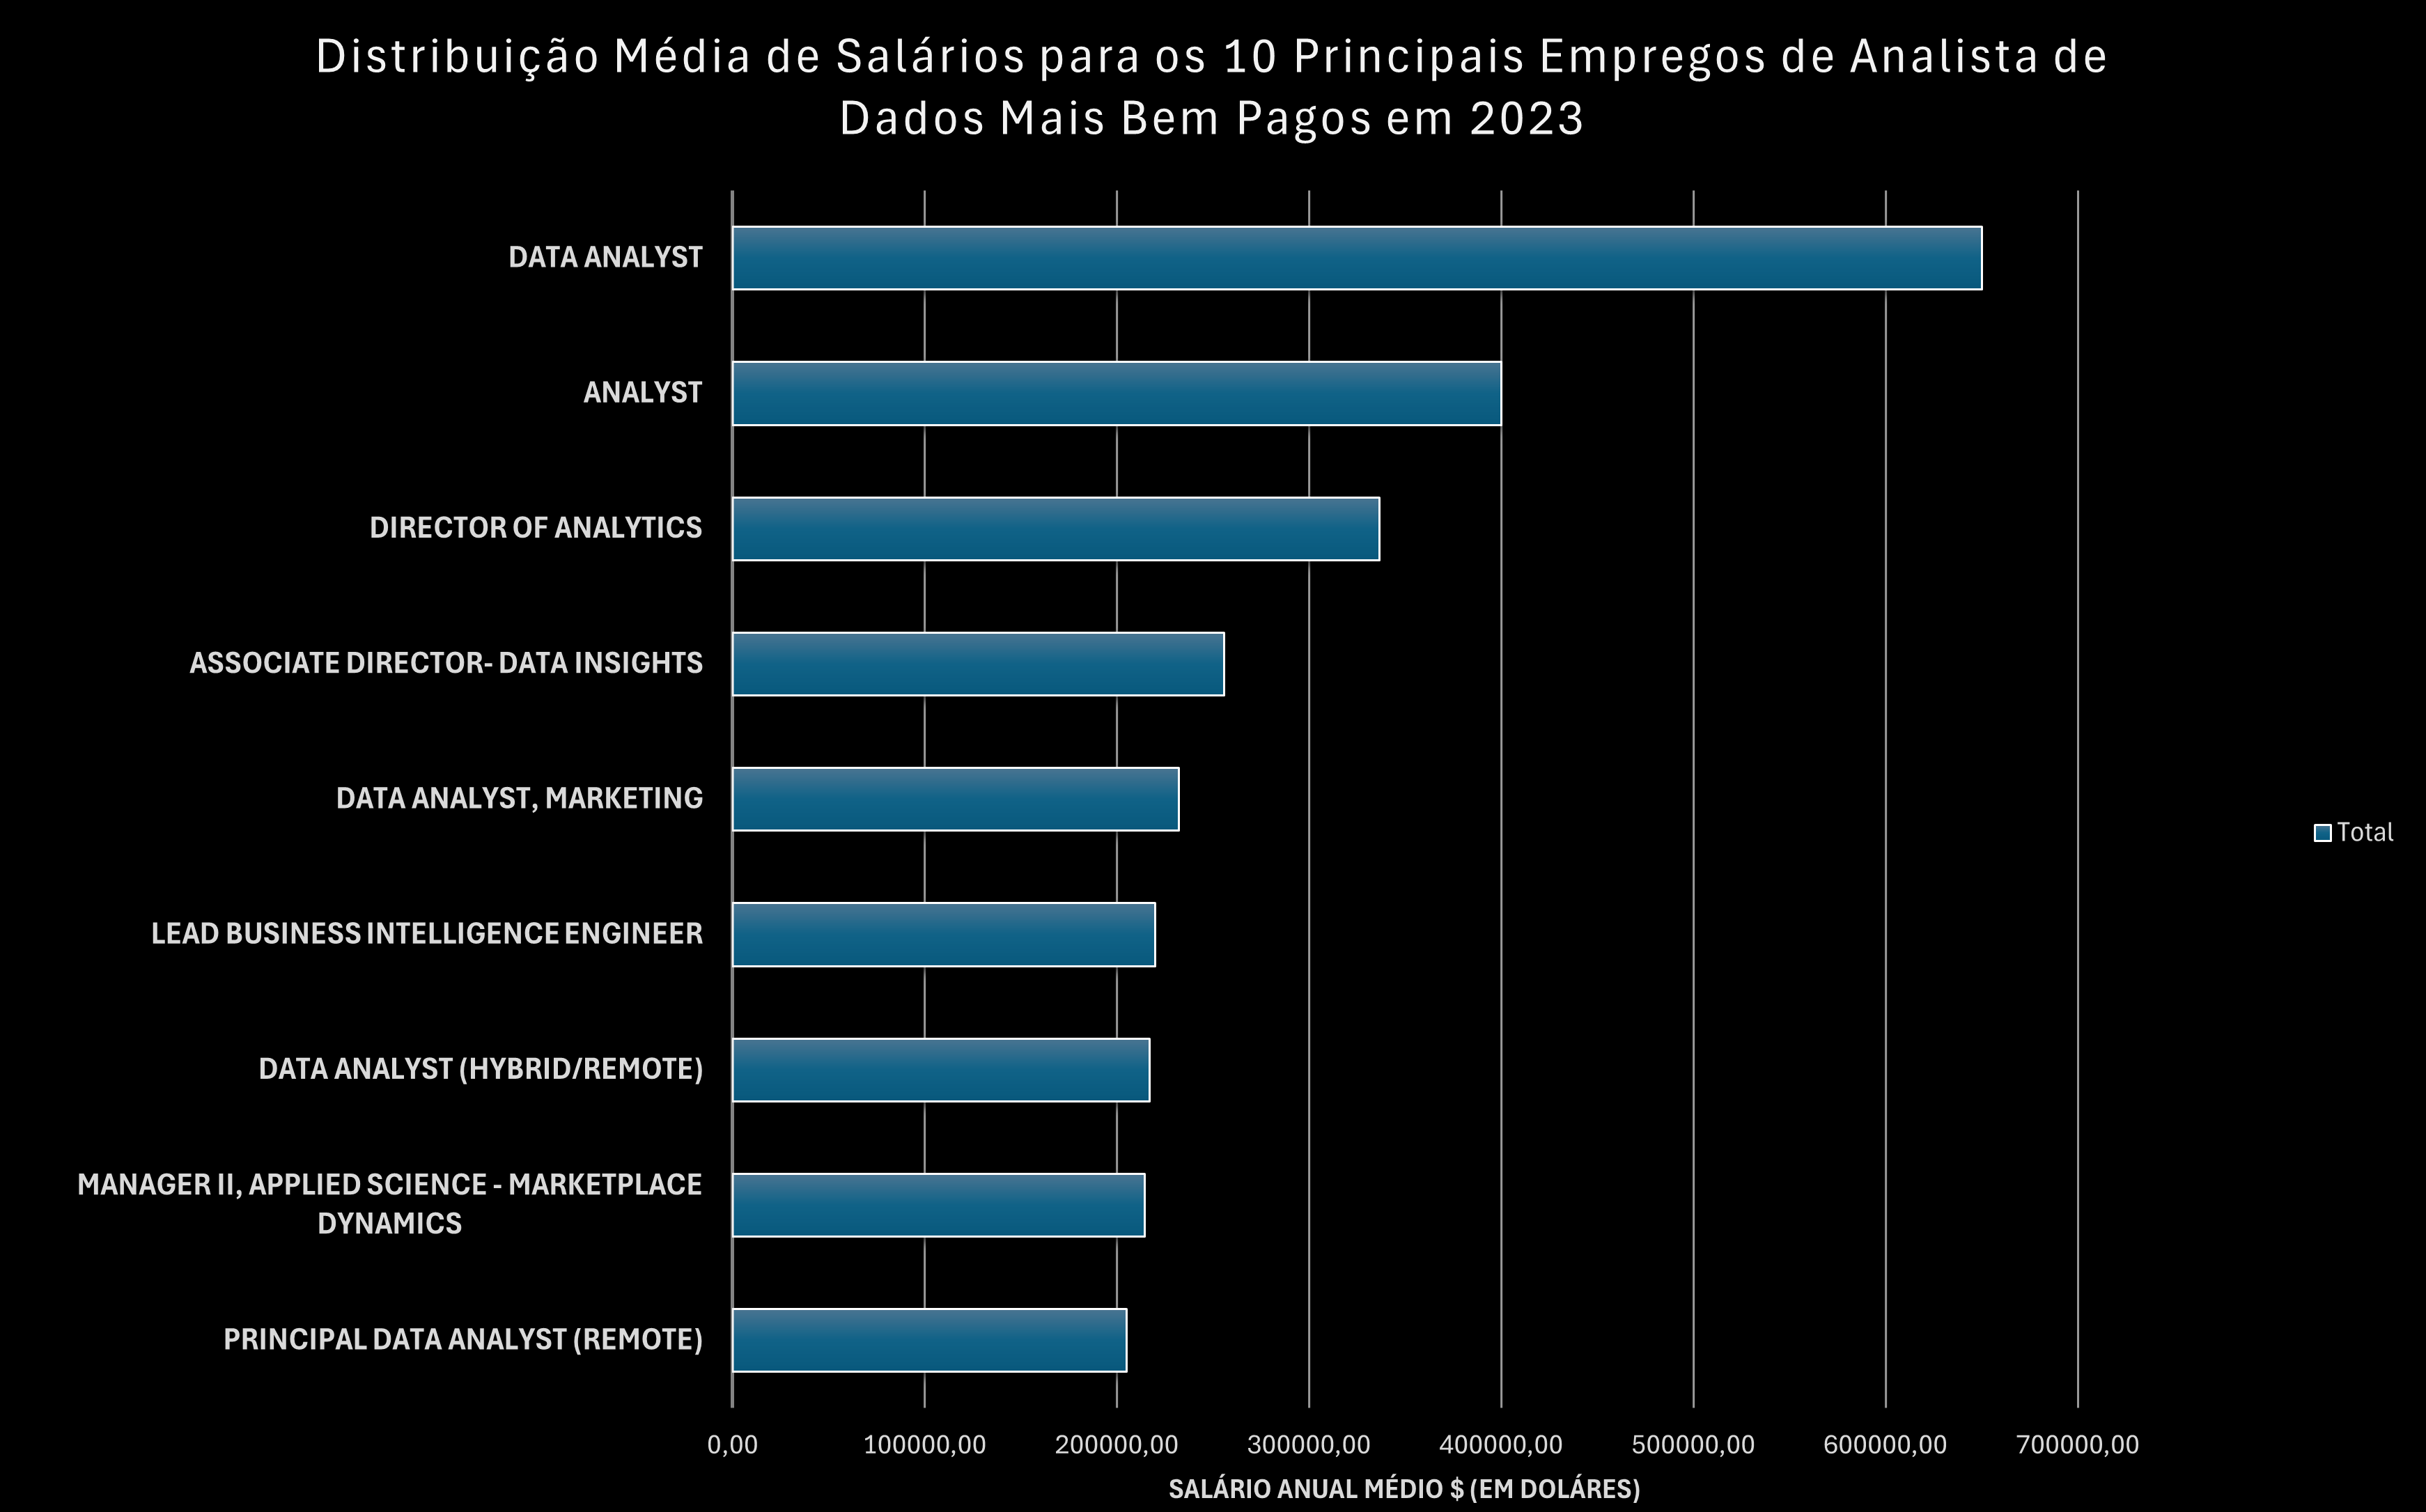 Distribuição Média de Salários para os 10 Principais Empregos de Analista de
Dados Mais Bem Pagos em 2023
DATA ANALYST
ANALYST
DIRECTOR OF ANALYTICS
ASSOCIATE DIRECTOR- DATA INSIGHTS
DATA ANALYST, MARKETING
LEAD BUSINESS INTELLIGENCE ENGINEER
DATA ANALYST (HYBRID/REMOTE)
MANAGER II, APPLIED SCIENCE - MARKETPLACE
DYNAMICS
PRINCIPAL DATA ANALYST (REMOTE)
0,00 100000,00 200000,00 300000,00 400000,00 500000,00 600000,00 700000,00
SALÁRIO ANUAL MÉDIO $ (EM DOLÁRES)
Total